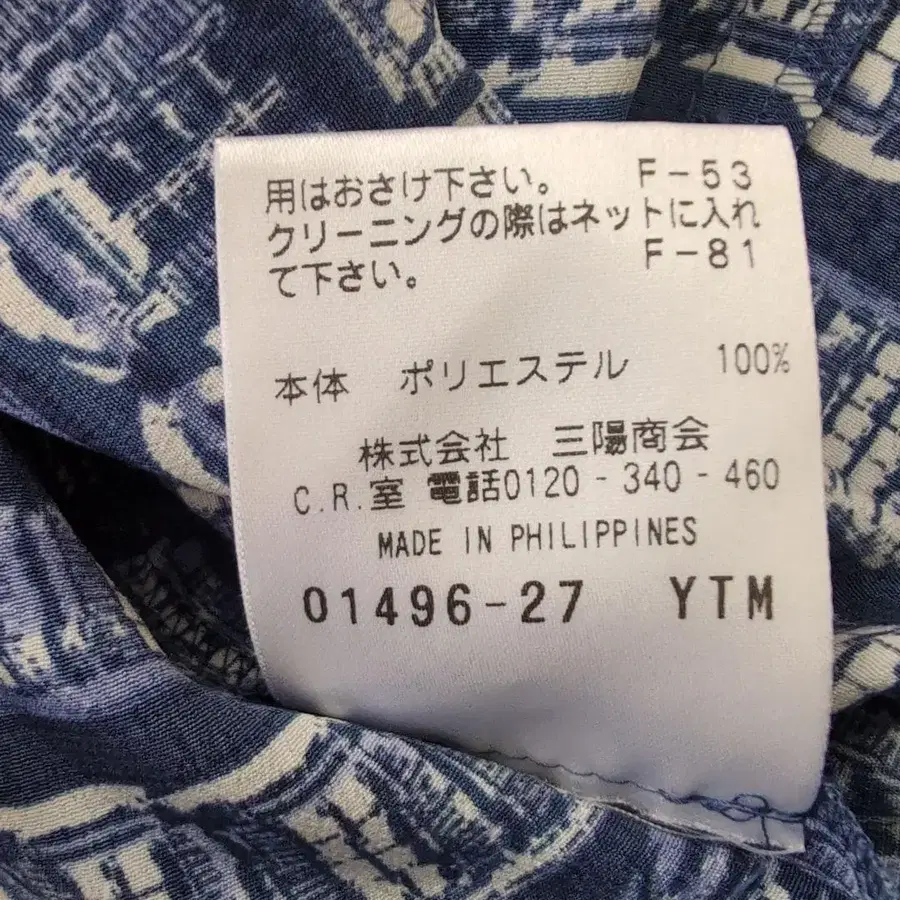 用はおさけ下さい。 F-53
クリーニングの際はネットに入れ
て下さい。 F-81
本体 ポリエステル 100%
株式会社 三陽商会
C.R.室 電話0120-340-460
MADE IN PHILIPPINES
01496-27 YTM